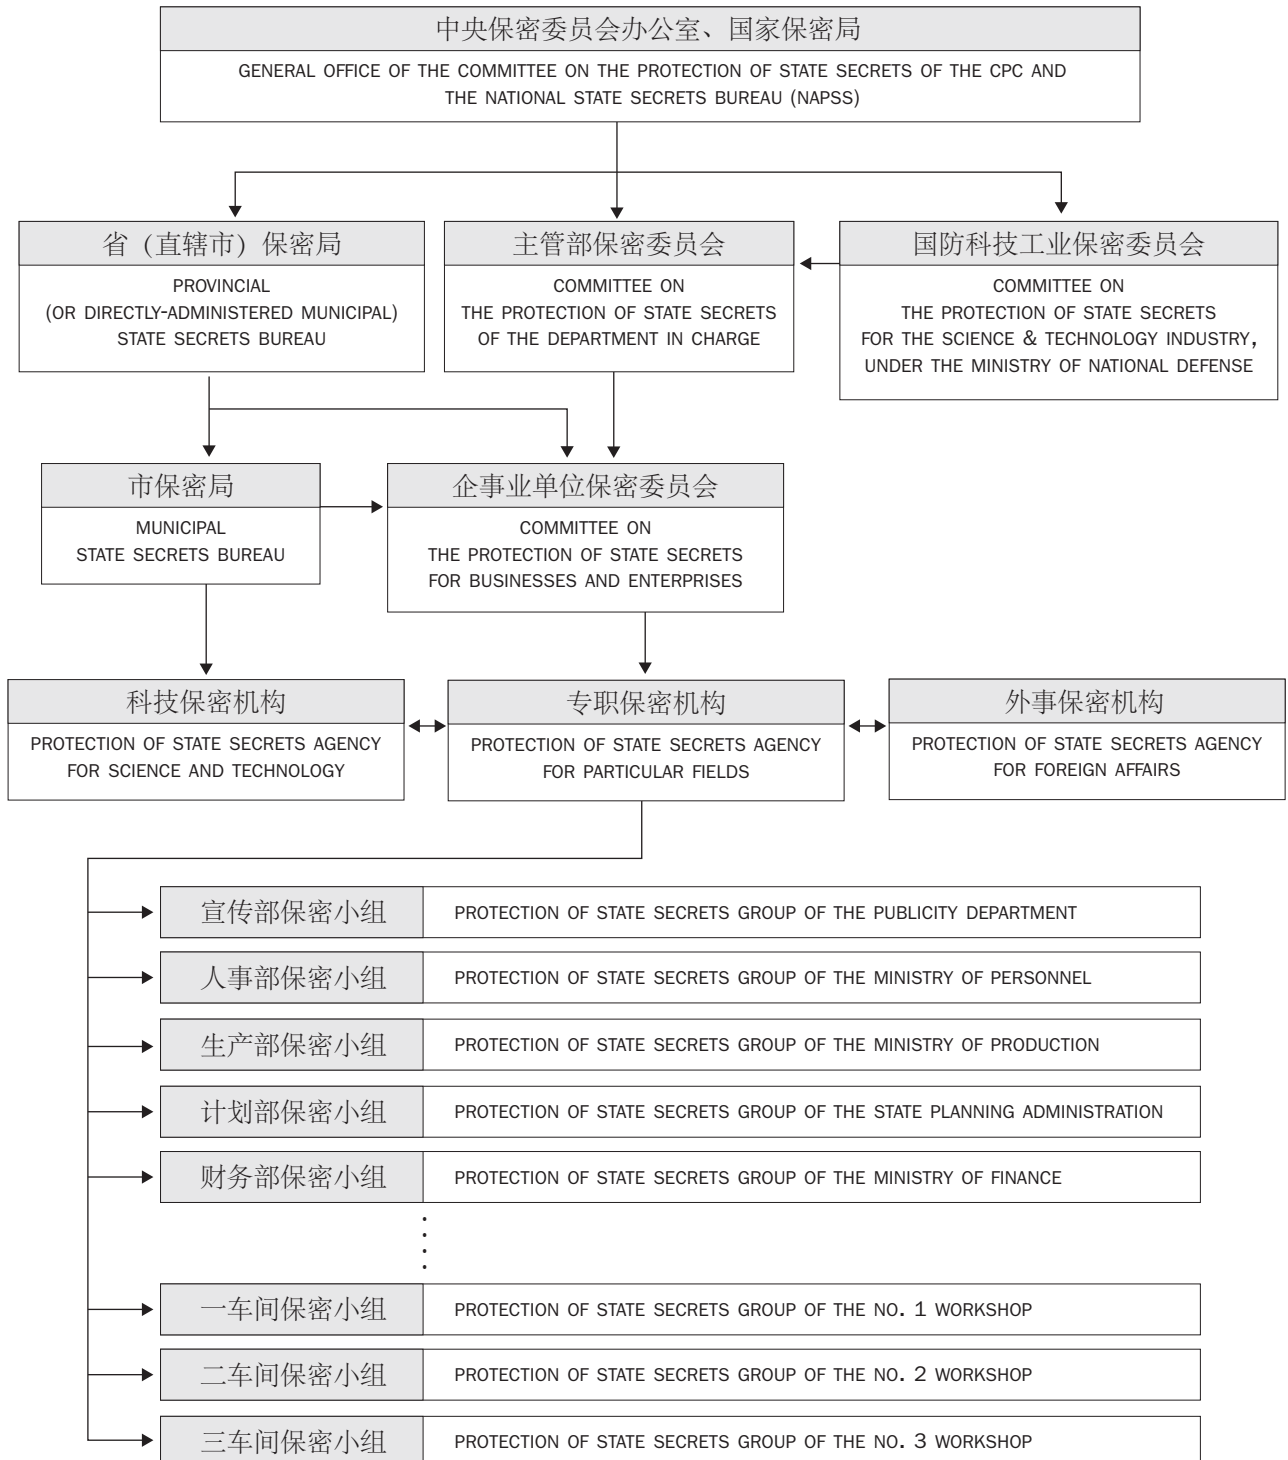 中央保密委员会办公室、国家保密局
GENERAL OFFICE OF THE COMMITTEE ON THE PROTECTION OF STATE SECRETS OF THE CPC AND
THE NATIONAL STATE SECRETS BUREAU (NAPSS)
省（直辖市）保密局
PROVINCIAL
(OR DIRECTLY-ADMINISTERED MUNICIPAL)
STATE SECRETS BUREAU
主管部保密委员会
COMMITTEE ON
THE PROTECTION OF STATE SECRETS
OF THE DEPARTMENT IN CHARGE
国防科技工业保密委员会
COMMITTEE ON
THE PROTECTION OF STATE SECRETS
FOR THE SCIENCE & TECHNOLOGY INDUSTRY,
UNDER THE MINISTRY OF NATIONAL DEFENSE
市保密局
MUNICIPAL
STATE SECRETS BUREAU
企事业单位保密委员会
COMMITTEE ON
THE PROTECTION OF STATE SECRETS
FOR BUSINESSES AND ENTERPRISES
科技保密机构
PROTECTION OF STATE SECRETS AGENCY
FOR SCIENCE AND TECHNOLOGY
专职保密机构
PROTECTION OF STATE SECRETS AGENCY
FOR PARTICULAR FIELDS
外事保密机构
PROTECTION OF STATE SECRETS AGENCY
FOR FOREIGN AFFAIRS
宣传部保密小组 PROTECTION OF STATE SECRETS GROUP OF THE PUBLICITY DEPARTMENT
人事部保密小组 PROTECTION OF STATE SECRETS GROUP OF THE MINISTRY OF PERSONNEL
生产部保密小组 PROTECTION OF STATE SECRETS GROUP OF THE MINISTRY OF PRODUCTION
计划部保密小组 PROTECTION OF STATE SECRETS GROUP OF THE STATE PLANNING ADMINISTRATION
财务部保密小组 PROTECTION OF STATE SECRETS GROUP OF THE MINISTRY OF FINANCE
一车间保密小组 PROTECTION OF STATE SECRETS GROUP OF THE NO. 1 WORKSHOP
二车间保密小组 PROTECTION OF STATE SECRETS GROUP OF THE NO. 2 WORKSHOP
三车间保密小组 PROTECTION OF STATE SECRETS GROUP OF THE NO. 3 WORKSHOP